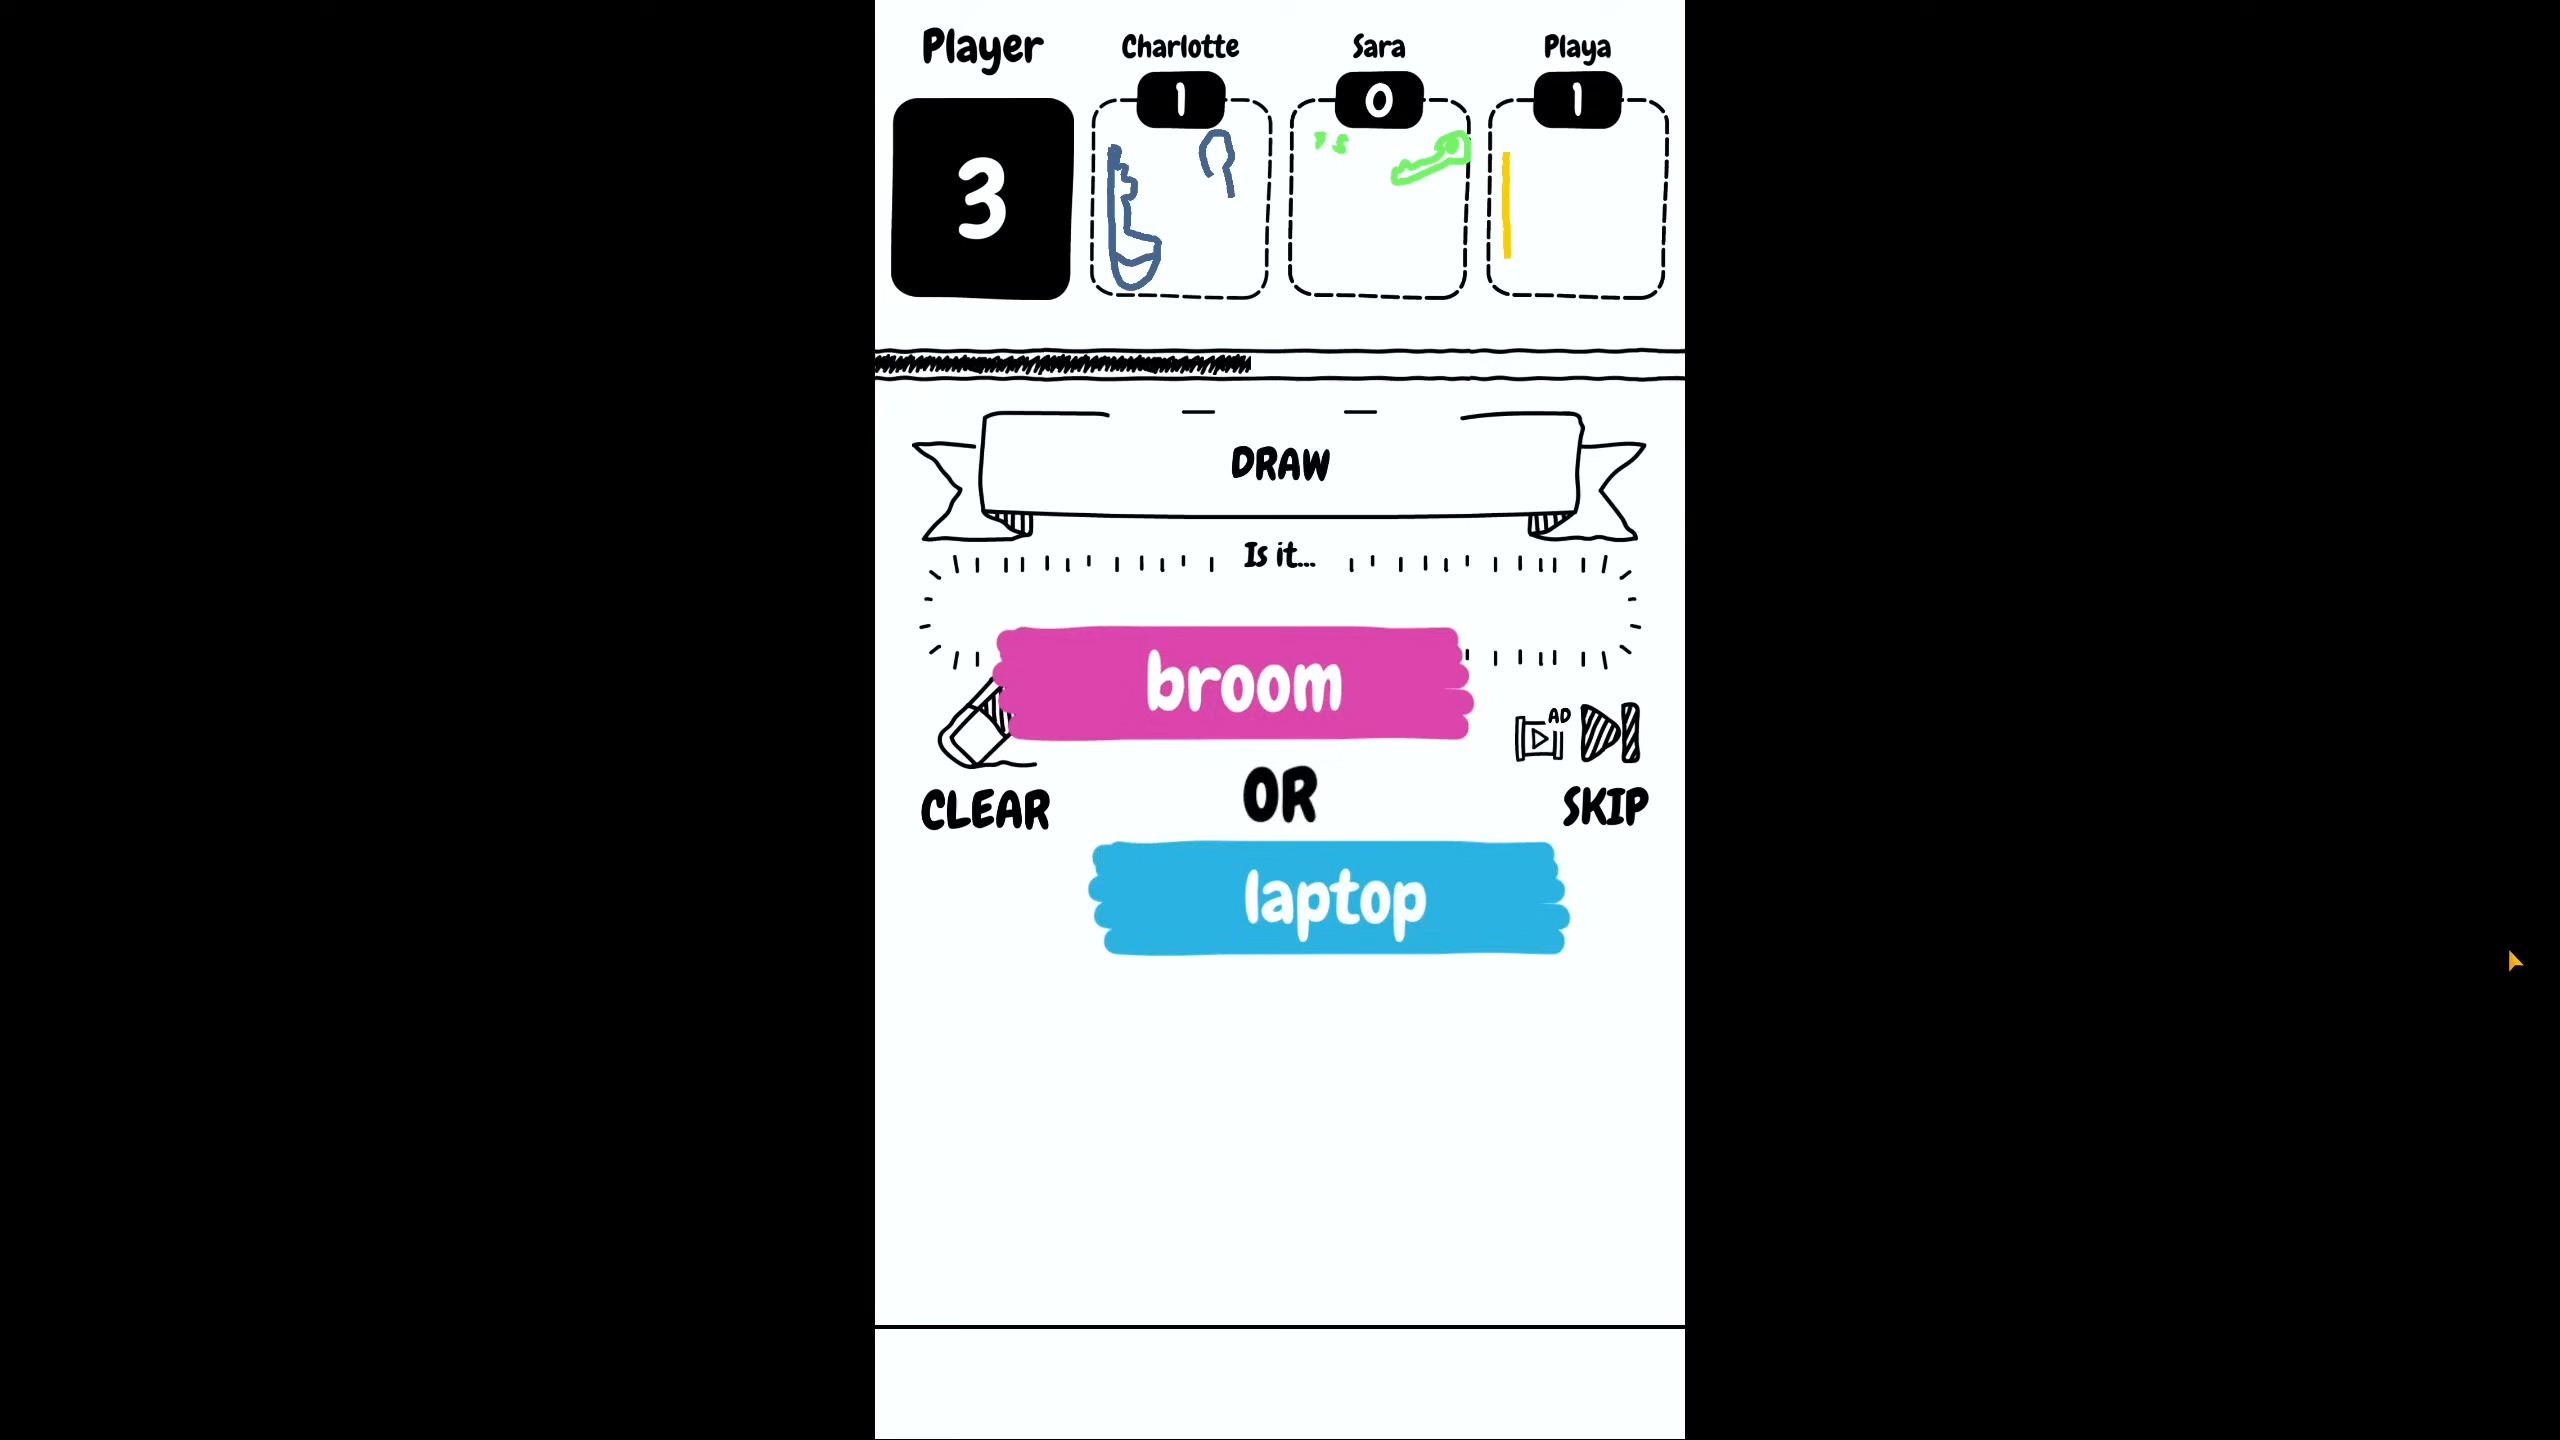 Player Charlotte Sara Playa
1 0 1
3
DRAW
Is it...
broom
AD
OR
CLEAR SKIP
laptop